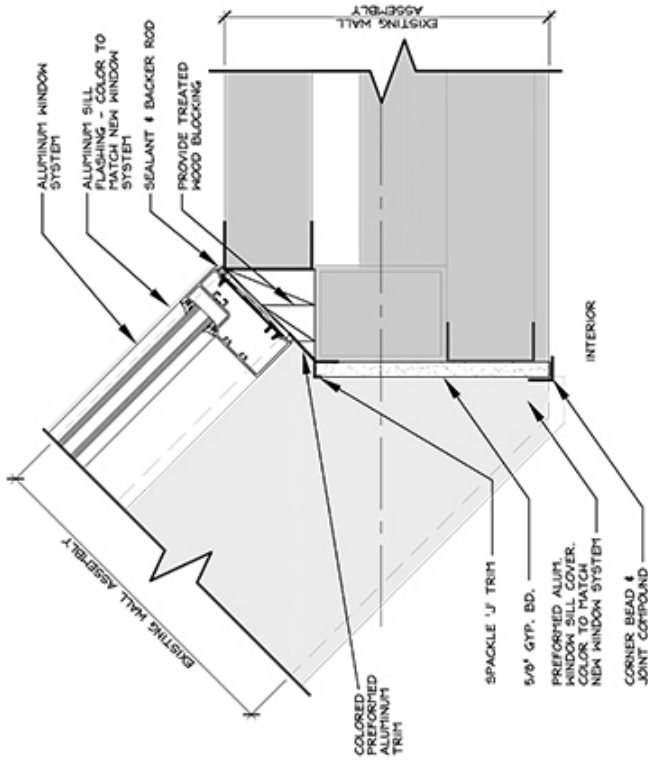 ALUMINUM WINDOW
SYSTEM
ALUMINUM SILL
FLASHING - COLOR TO
MATCH NEW WINDOW
SYSTEM
SEALANT & BACKER ROD
PROVIDE TREATED
WOOD BLOCKING
EXISTING WALL
ASSEMBLY
EXISTING WALL ASSEMBLY
COLORED
PREFORMED
ALUMINUM
TRIM
SPACKLE 'J' TRIM
5/8" GYP. BD.
PREFORMED ALUM.
WINDOW SILL COVER.
COLOR TO MATCH
NEW WINDOW SYSTEM
CORNER BEAD &
JOINT COMPOUND
INTERIOR